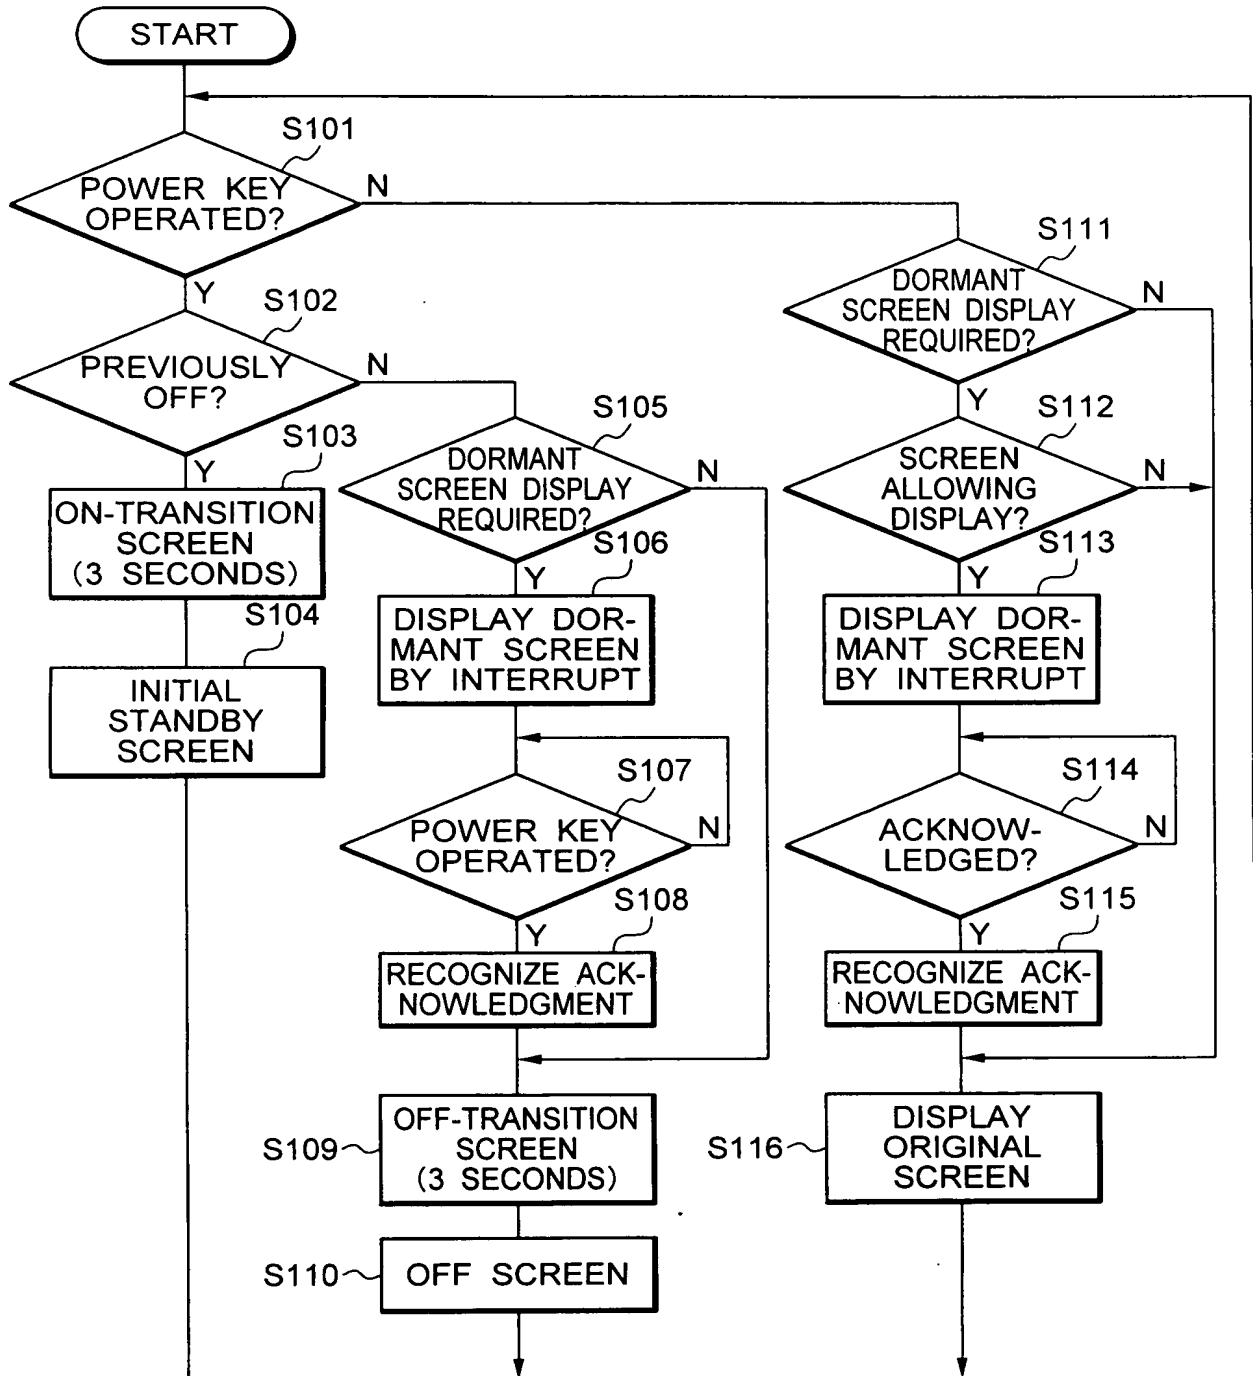 START
S101
POWER KEY
OPERATED?
N
Y
S102
PREVIOUSLY
OFF?
N
Y
S103
ON-TRANSITION
SCREEN
(3 SECONDS)
S104
INITIAL
STANDBY
SCREEN
S105
DORMANT
SCREEN DISPLAY
REQUIRED?
N
Y
S106
DISPLAY DOR-
MANT SCREEN
BY INTERRUPT
S107
POWER KEY
OPERATED?
N
Y
S108
RECOGNIZE ACK-
NOWLEDGMENT
S109
OFF-TRANSITION
SCREEN
(3 SECONDS)
S110
OFF SCREEN
S111
DORMANT
SCREEN DISPLAY
REQUIRED?
N
Y
S112
SCREEN
ALLOWING
DISPLAY?
N
Y
S113
DISPLAY DOR-
MANT SCREEN
BY INTERRUPT
S114
ACKNOW-
LEDGED?
N
Y
S115
RECOGNIZE ACK-
NOWLEDGMENT
S116
DISPLAY
ORIGINAL
SCREEN